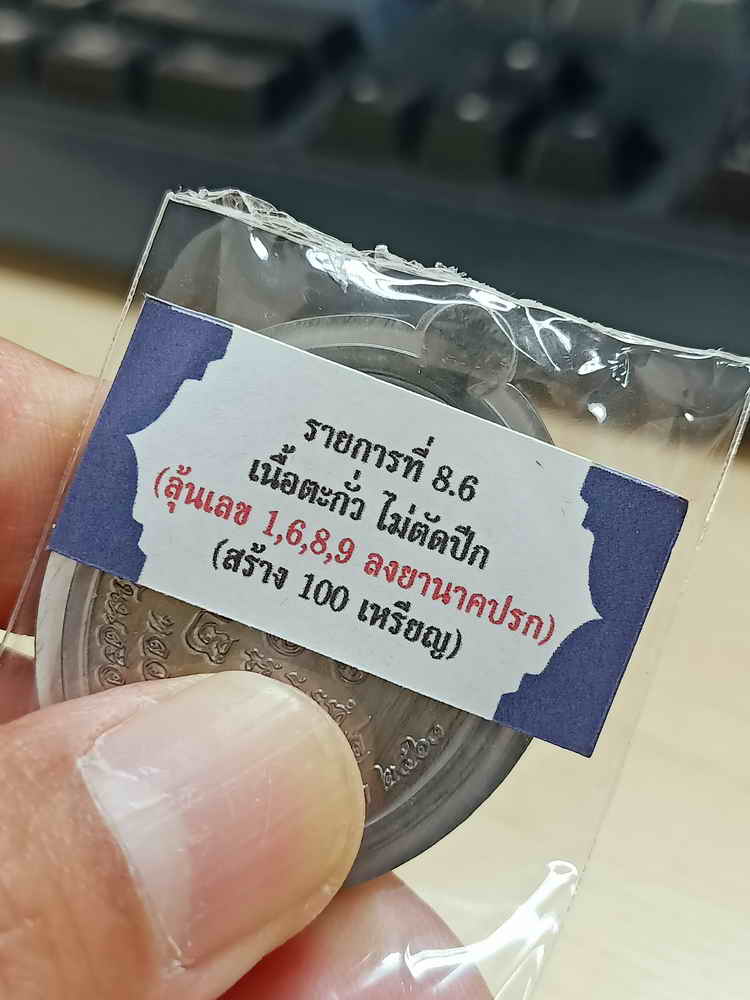 รายการที่ 8.6
เนื้อตะกั่ว ไม่ตัดปีก
(ลุ้นเลข 1,6,8,9 ลงยานาคปรก)
(สร้าง 100 เหรียญ)